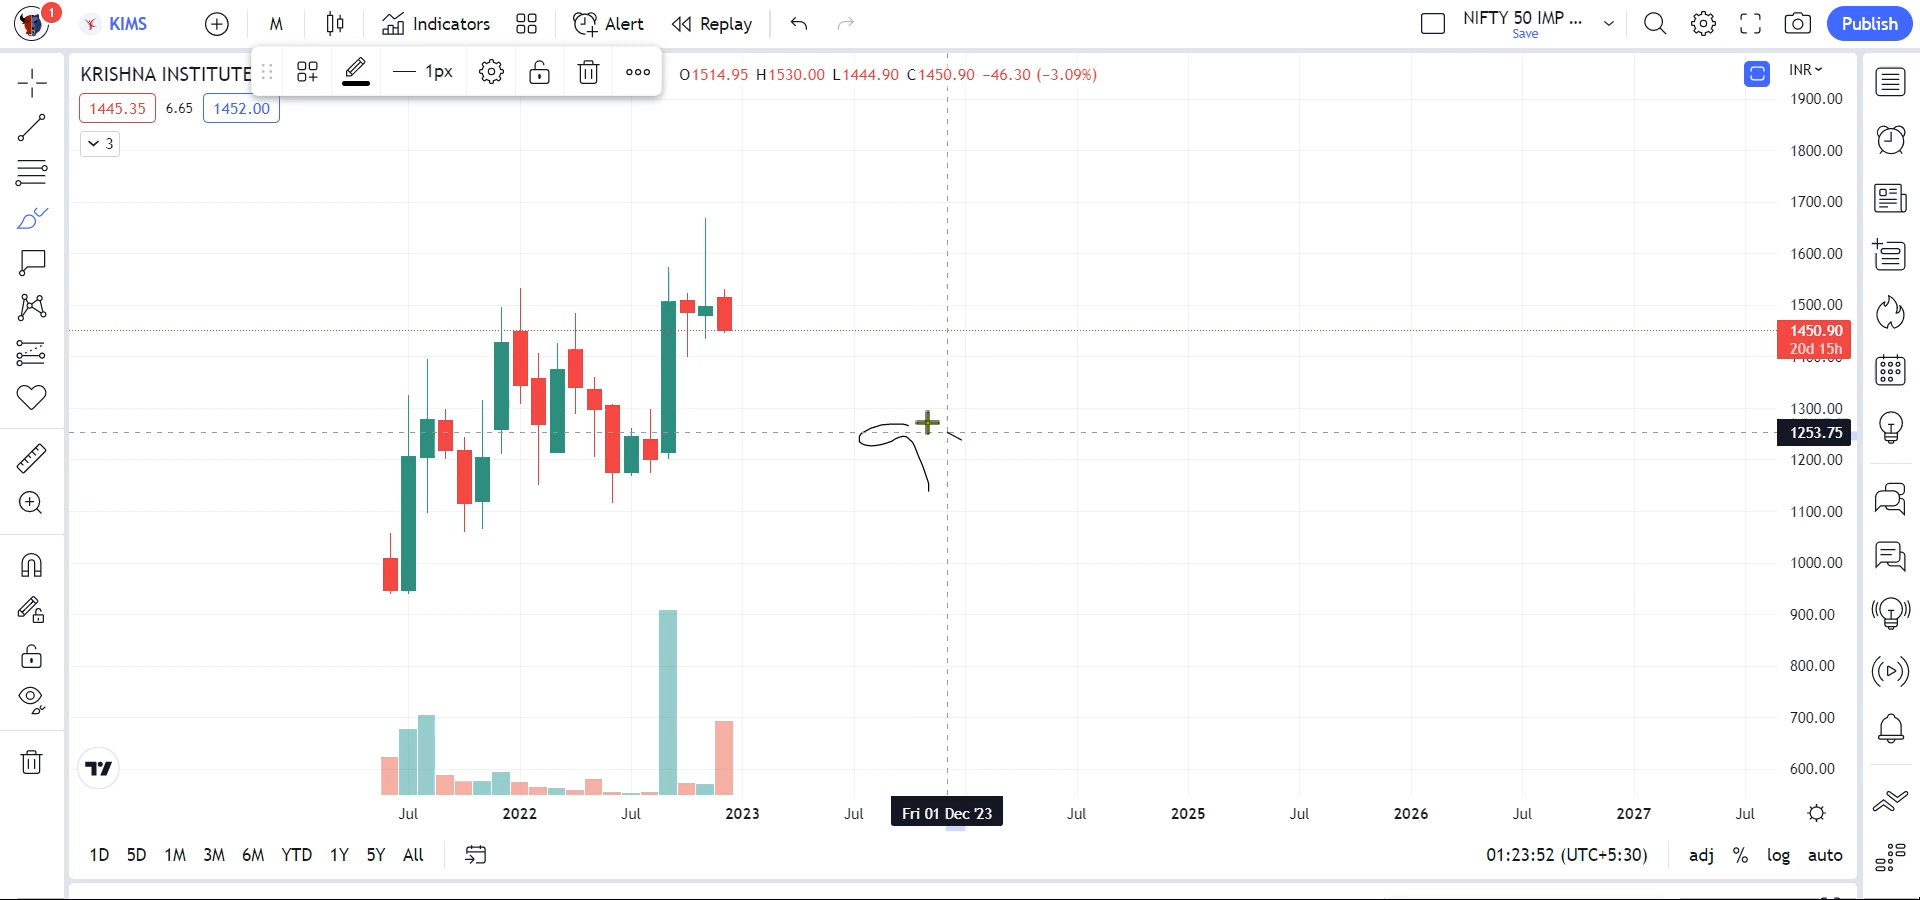 1 KIMS M Indicators Alert Replay NIFTY 50 IMP ... Save Publish
KRISHNA INSTITUTE 1px O1514.95 H1530.00 L1444.90 C1450.90 −46.30 (−3.09%) INR
1445.35 6.65 1452.00
3
1900.00
1800.00
1700.00
1600.00
1500.00
1450.90
20d 15h
1300.00
1253.75
1200.00
1100.00
1000.00
900.00
800.00
700.00
600.00
Jul 2022 Jul 2023 Jul Fri 01 Dec '23 Jul 2025 Jul 2026 Jul 2027 Jul
1D 5D 1M 3M 6M YTD 1Y 5Y All 01:23:52 (UTC+5:30) adj % log auto